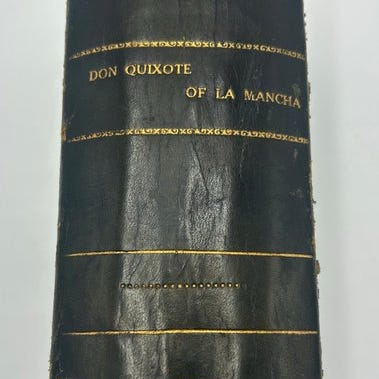 DON QUIXOTE
OF LA MANCHA